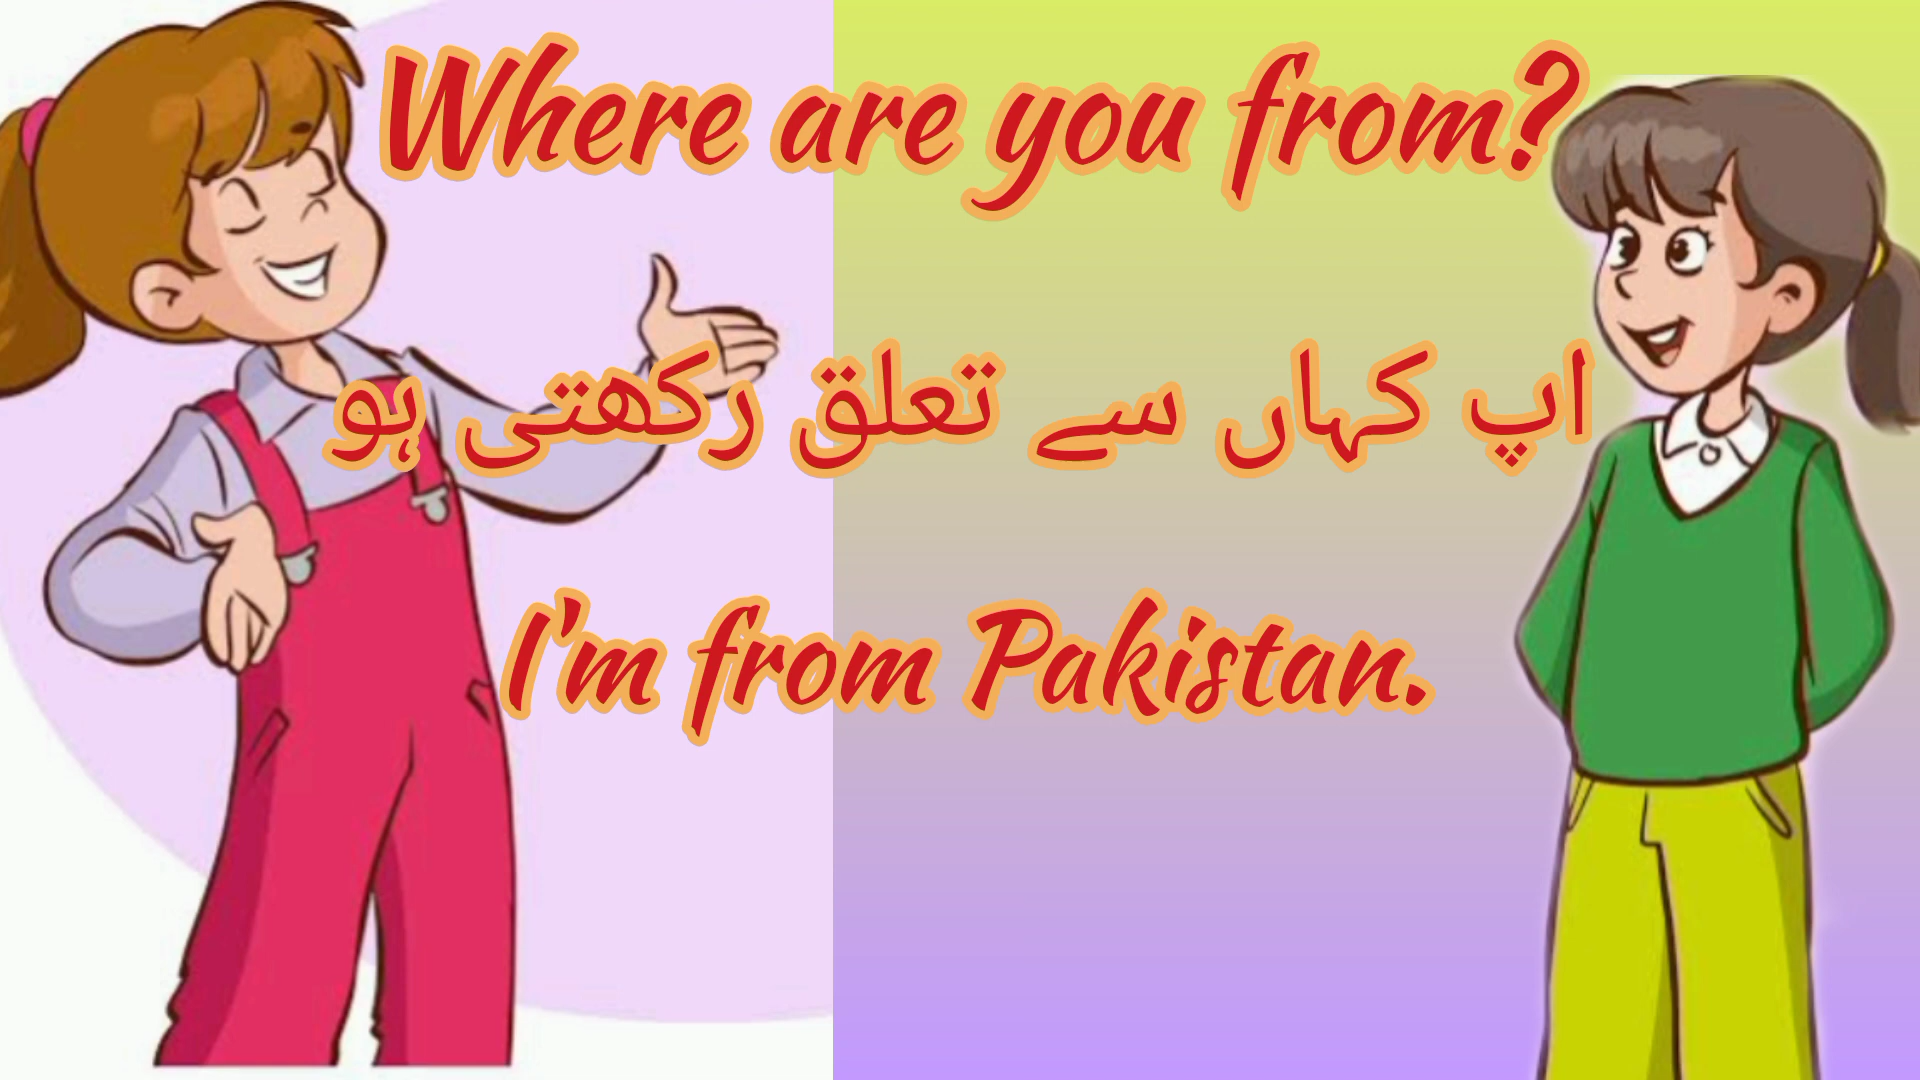 Where are you from?
اپ کہاں سے تعلق رکھتی ہو
I'm from Pakistan.